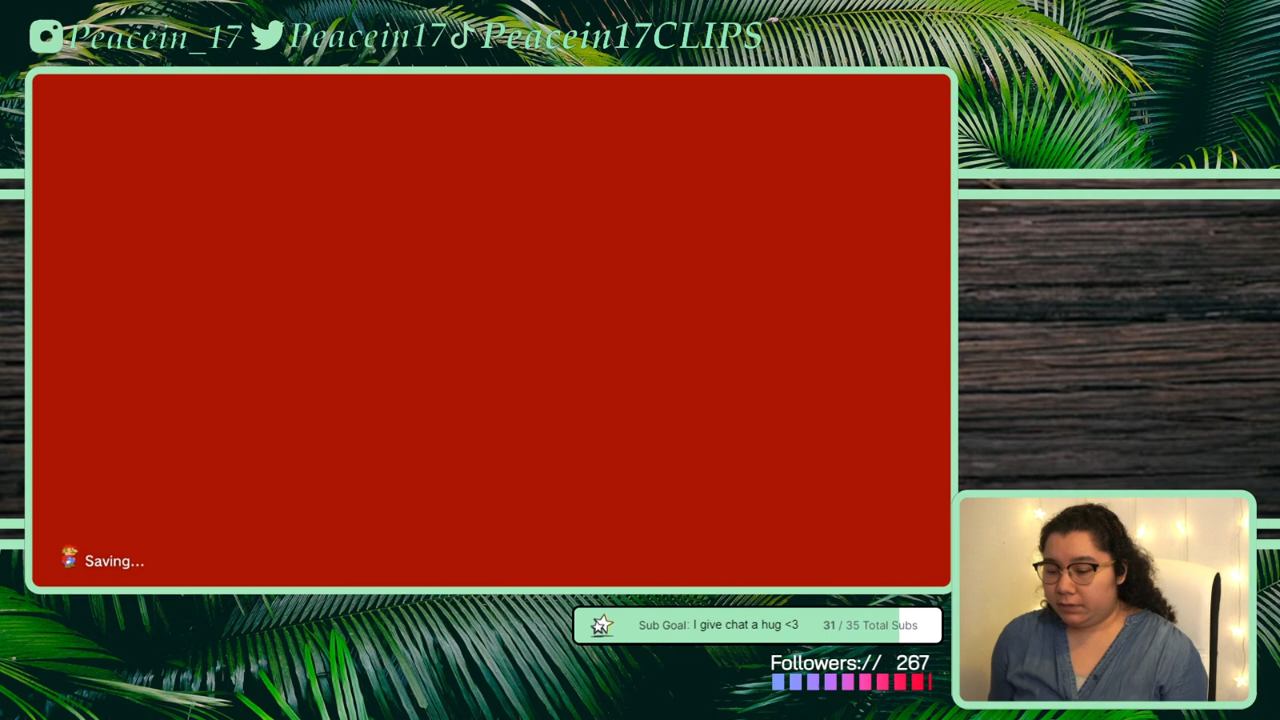 Peacein_17 Peacein17 Peacein17CLIPS
Saving...
Sub Goal: I give chat a hug <3 31 / 35 Total Subs
Followers:// 267